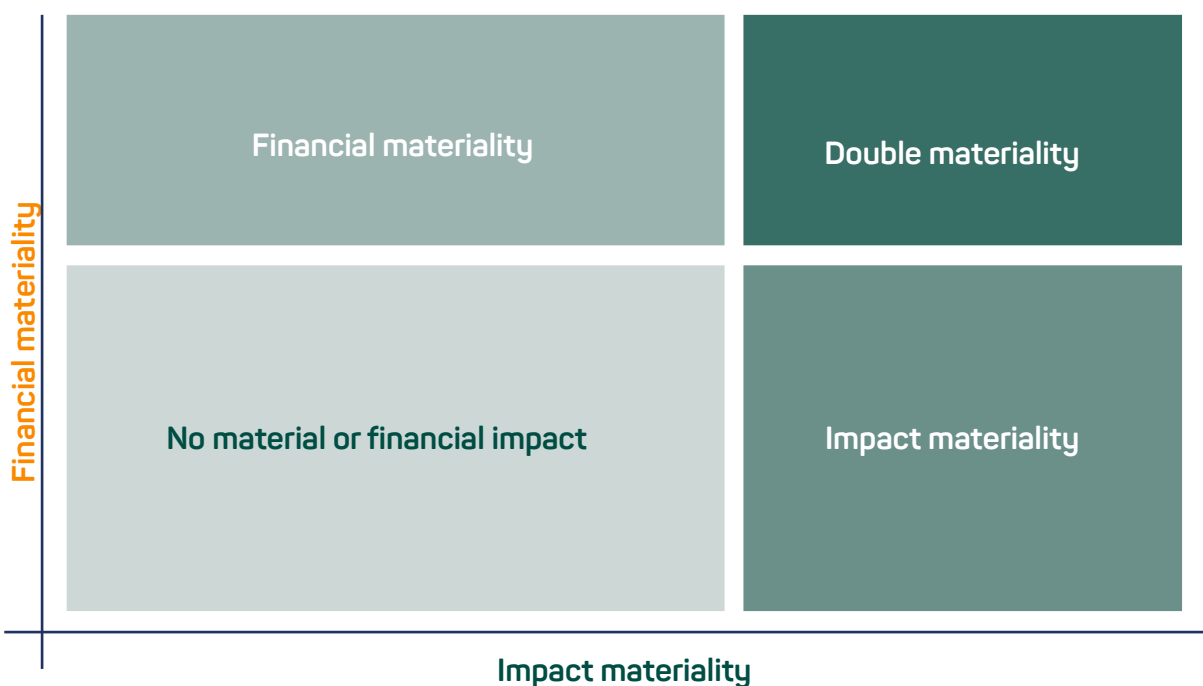 Financial materiality
Double materiality
Financial materiality
No material or financial impact
Impact materiality
Impact materiality